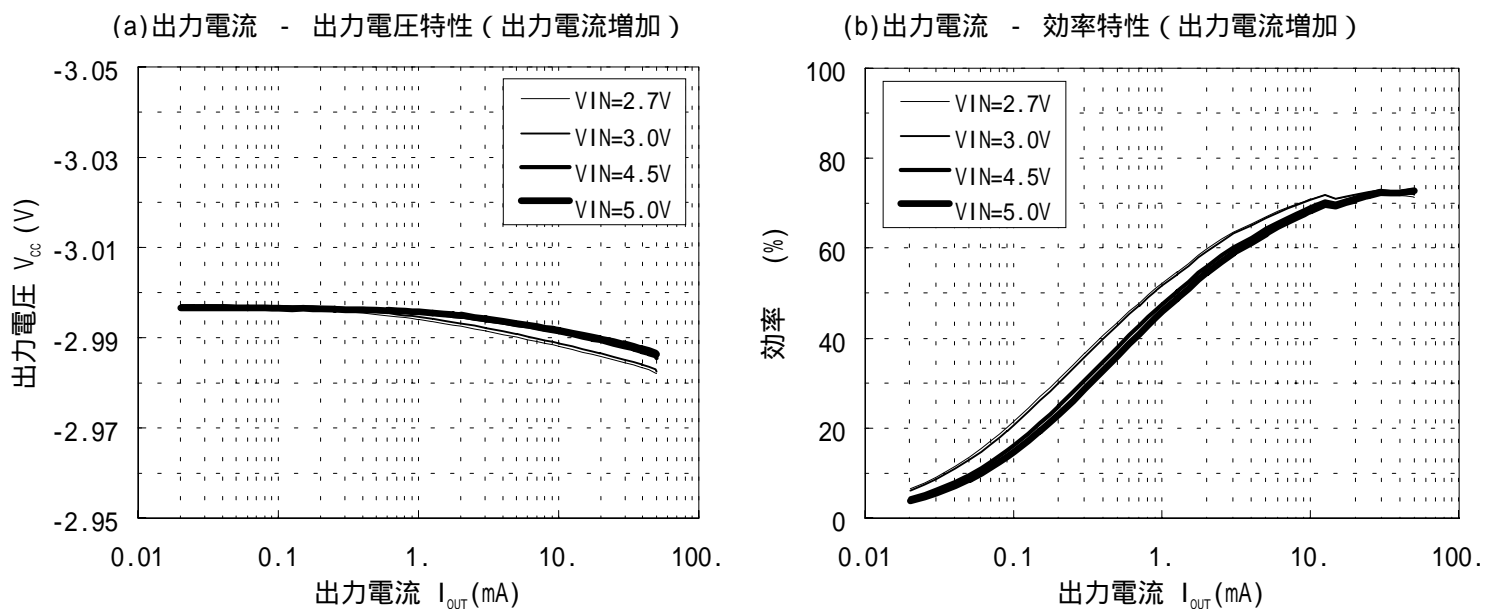 (a)出力電流 - 出力電圧特性(出力電流増加)
-3.05
-3.03
-3.01
-2.99
-2.97
-2.95
出力電圧 VCC (V)
VIN=2.7V
VIN=3.0V
VIN=4.5V
VIN=5.0V
0.01 0.1 1. 10. 100.
出力電流 IOUT(mA)
(b)出力電流 - 効率特性(出力電流増加)
100
80
60
40
20
0
効率 (%)
VIN=2.7V
VIN=3.0V
VIN=4.5V
VIN=5.0V
0.01 0.1 1. 10. 100.
出力電流 IOUT(mA)